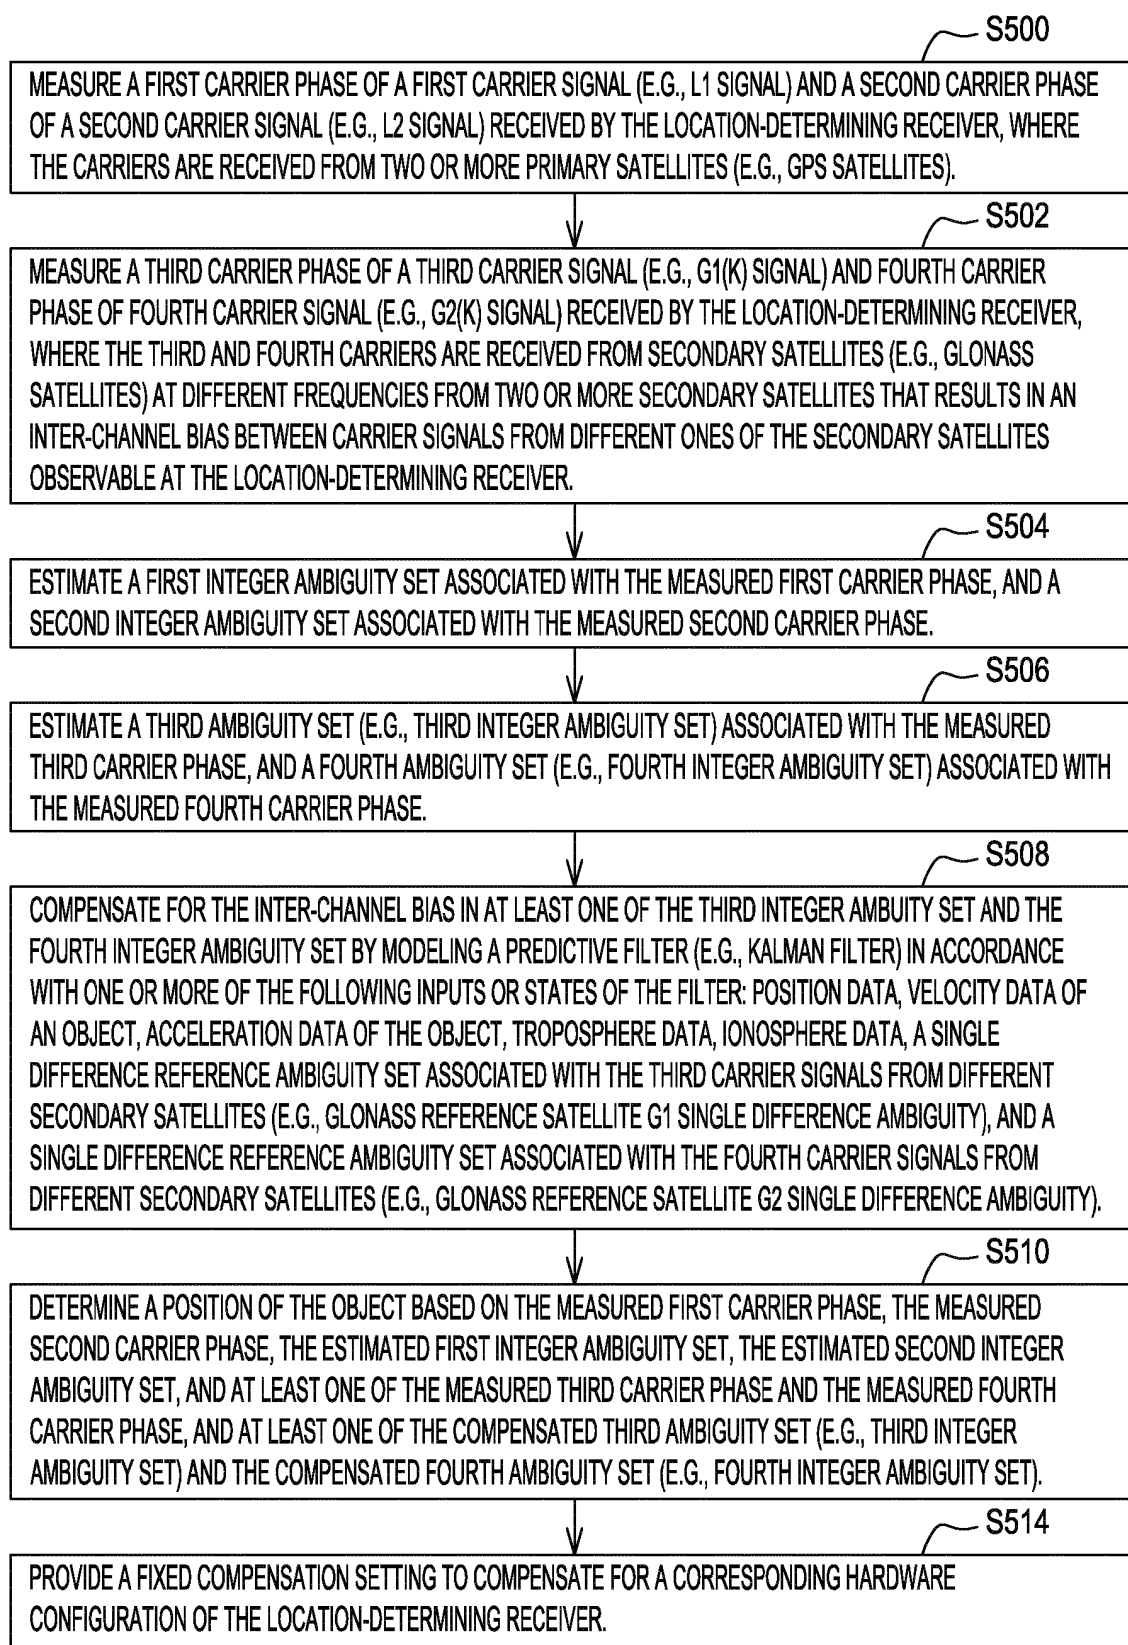 S500
MEASURE A FIRST CARRIER PHASE OF A FIRST CARRIER SIGNAL (E.G., L1 SIGNAL) AND A SECOND CARRIER PHASE
OF A SECOND CARRIER SIGNAL (E.G., L2 SIGNAL) RECEIVED BY THE LOCATION-DETERMINING RECEIVER, WHERE
THE CARRIERS ARE RECEIVED FROM TWO OR MORE PRIMARY SATELLITES (E.G., GPS SATELLITES).
S502
MEASURE A THIRD CARRIER PHASE OF A THIRD CARRIER SIGNAL (E.G., G1(K) SIGNAL) AND FOURTH CARRIER
PHASE OF FOURTH CARRIER SIGNAL (E.G., G2(K) SIGNAL) RECEIVED BY THE LOCATION-DETERMINING RECEIVER,
WHERE THE THIRD AND FOURTH CARRIERS ARE RECEIVED FROM SECONDARY SATELLITES (E.G., GLONASS
SATELLITES) AT DIFFERENT FREQUENCIES FROM TWO OR MORE SECONDARY SATELLITES THAT RESULTS IN AN
INTER-CHANNEL BIAS BETWEEN CARRIER SIGNALS FROM DIFFERENT ONES OF THE SECONDARY SATELLITES
OBSERVABLE AT THE LOCATION-DETERMINING RECEIVER.
S504
ESTIMATE A FIRST INTEGER AMBIGUITY SET ASSOCIATED WITH THE MEASURED FIRST CARRIER PHASE, AND A
SECOND INTEGER AMBIGUITY SET ASSOCIATED WITH THE MEASURED SECOND CARRIER PHASE.
S506
ESTIMATE A THIRD AMBIGUITY SET (E.G., THIRD INTEGER AMBIGUITY SET) ASSOCIATED WITH THE MEASURED
THIRD CARRIER PHASE, AND A FOURTH AMBIGUITY SET (E.G., FOURTH INTEGER AMBIGUITY SET) ASSOCIATED WITH
THE MEASURED FOURTH CARRIER PHASE.
S508
COMPENSATE FOR THE INTER-CHANNEL BIAS IN AT LEAST ONE OF THE THIRD INTEGER AMBUITY SET AND THE
FOURTH INTEGER AMBIGUITY SET BY MODELING A PREDICTIVE FILTER (E.G., KALMAN FILTER) IN ACCORDANCE
WITH ONE OR MORE OF THE FOLLOWING INPUTS OR STATES OF THE FILTER: POSITION DATA, VELOCITY DATA OF
AN OBJECT, ACCELERATION DATA OF THE OBJECT, TROPOSPHERE DATA, IONOSPHERE DATA, A SINGLE
DIFFERENCE REFERENCE AMBIGUITY SET ASSOCIATED WITH THE THIRD CARRIER SIGNALS FROM DIFFERENT
SECONDARY SATELLITES (E.G., GLONASS REFERENCE SATELLITE G1 SINGLE DIFFERENCE AMBIGUITY), AND A
SINGLE DIFFERENCE REFERENCE AMBIGUITY SET ASSOCIATED WITH THE FOURTH CARRIER SIGNALS FROM
DIFFERENT SECONDARY SATELLITES (E.G., GLONASS REFERENCE SATELLITE G2 SINGLE DIFFERENCE AMBIGUITY).
S510
DETERMINE A POSITION OF THE OBJECT BASED ON THE MEASURED FIRST CARRIER PHASE, THE MEASURED
SECOND CARRIER PHASE, THE ESTIMATED FIRST INTEGER AMBIGUITY SET, THE ESTIMATED SECOND INTEGER
AMBIGUITY SET, AND AT LEAST ONE OF THE MEASURED THIRD CARRIER PHASE AND THE MEASURED FOURTH
CARRIER PHASE, AND AT LEAST ONE OF THE COMPENSATED THIRD AMBIGUITY SET (E.G., THIRD INTEGER
AMBIGUITY SET) AND THE COMPENSATED FOURTH AMBIGUITY SET (E.G., FOURTH INTEGER AMBIGUITY SET).
S514
PROVIDE A FIXED COMPENSATION SETTING TO COMPENSATE FOR A CORRESPONDING HARDWARE
CONFIGURATION OF THE LOCATION-DETERMINING RECEIVER.